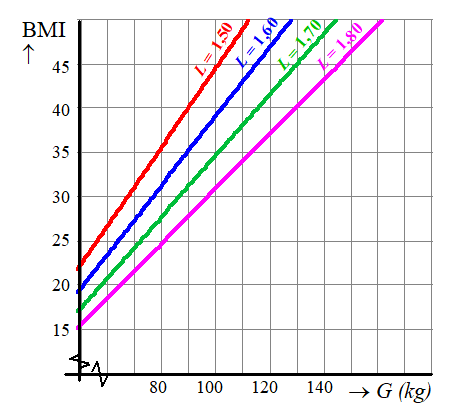 BMI
↑
L = 1,50
L = 1,60
L = 1,70
L = 1,80
45
40
35
30
25
20
15
80 100 120 140 → G (kg)